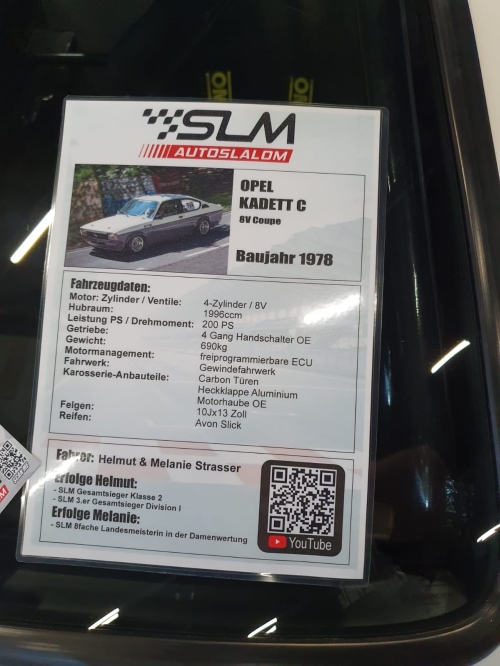 SLM
AUTOSLALOM
OPEL
KADETT C
8V Coupe
Baujahr 1978
Fahrzeugdaten:
Motor: Zylinder / Ventile: 4-Zylinder / 8V
Hubraum: 1996ccm
Leistung PS / Drehmoment: 200 PS
Getriebe: 4 Gang Handschalter OE
Gewicht: 690kg
Motormanagement: freiprogrammierbare ECU
Fahrwerk: Gewindefahrwerk
Karosserie-Anbauteile: Carbon Türen
Heckklappe Aluminium
Motorhaube OE
Felgen: 10Jx13 Zoll
Reifen: Avon Slick
Fahrer: Helmut & Melanie Strasser
Erfolge Helmut:
- SLM Gesamtsieger Klasse 2
- SLM 3.er Gesamtsieger Division I
Erfolge Melanie:
- SLM 8fache Landesmeisterin in der Damenwertung
YouTube